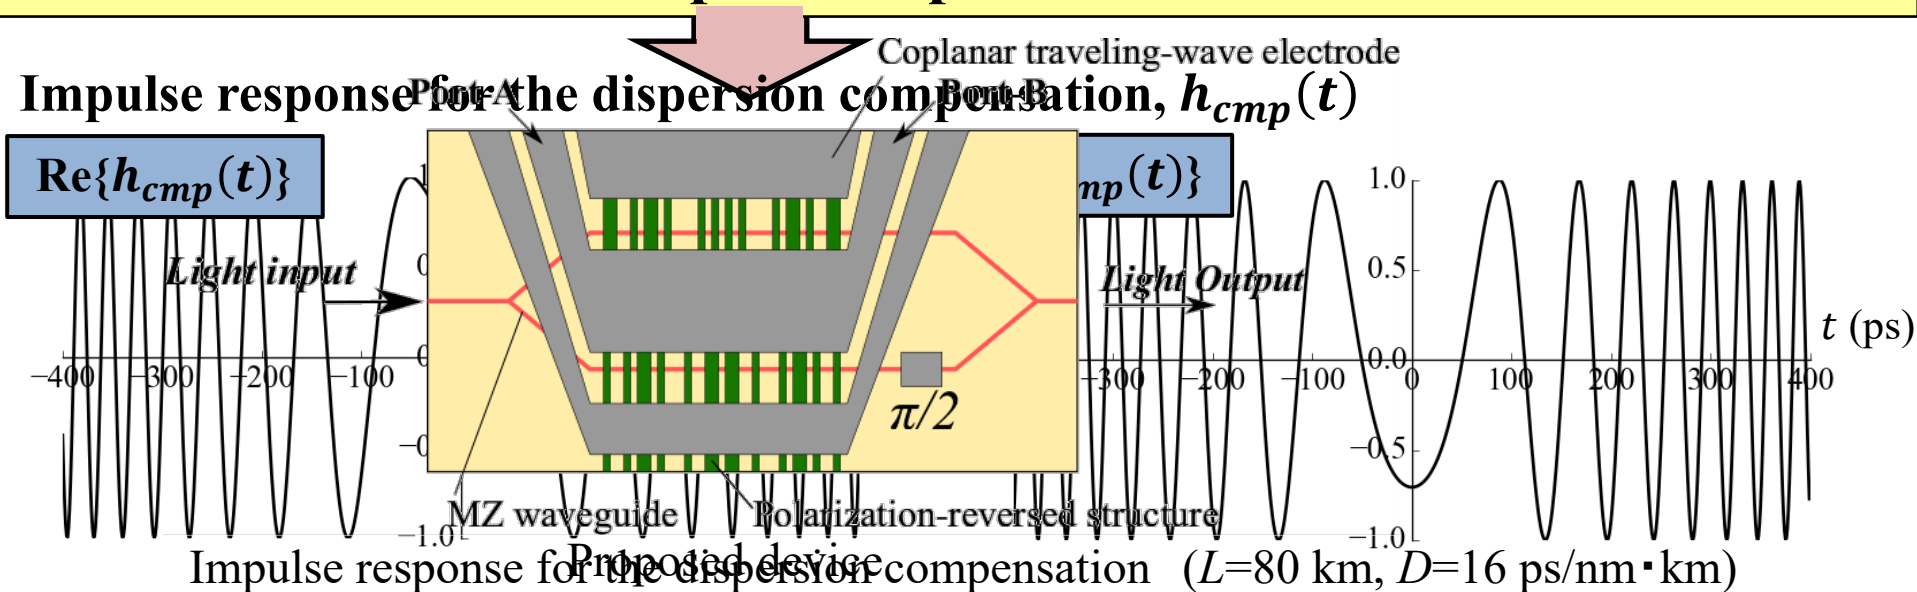 Coplanar traveling-wave electrode
Impulse response for the dispersion compensation, h_cmp(t)
Port-A
Port-B
Re{h_cmp(t)}
mp(t)}
1.0
0.5
Light input
Light Output
t (ps)
0.0
−400 −300 −200 −100
−300 −200 −100 0 100 200 300 400
π/2
−0.5
MZ waveguide
Polarization-reversed structure
−1.0
−1.0
Proposed device
Impulse response for the dispersion compensation (L=80 km, D=16 ps/nm・km)